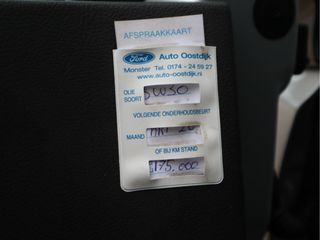 AFSPRAAKKAART
Ford Auto Oostdijk
Monster Tel. 0174 - 24 59 27
www.auto-oostdijk.nl
OLIE SOORT 5W30
VOLGENDE ONDERHOUDSBEURT
MAAND
OF BIJ KM STAND
175.000